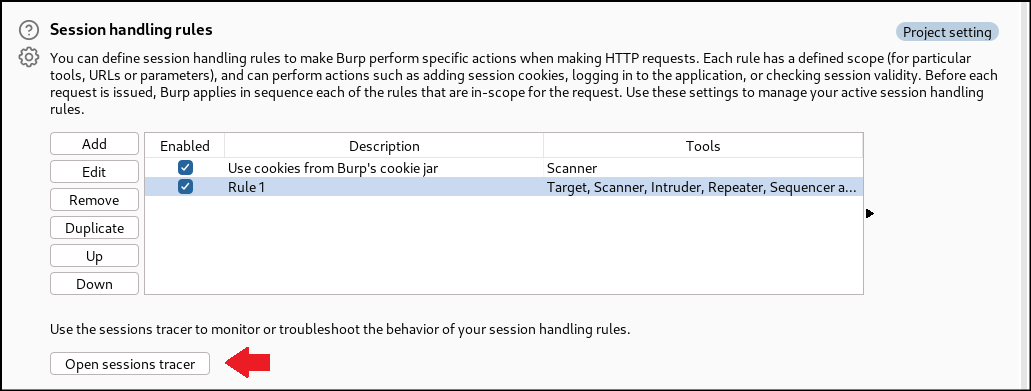 Session handling rules
Project setting
You can define session handling rules to make Burp perform specific actions when making HTTP requests. Each rule has a defined scope (for particular
tools, URLs or parameters), and can perform actions such as adding session cookies, logging in to the application, or checking session validity. Before each
request is issued, Burp applies in sequence each of the rules that are in-scope for the request. Use these settings to manage your active session handling
rules.
Add
Edit
Remove
Duplicate
Up
Down
Enabled Description Tools
Use cookies from Burp's cookie jar Scanner
Rule 1 Target, Scanner, Intruder, Repeater, Sequencer a...
Use the sessions tracer to monitor or troubleshoot the behavior of your session handling rules.
Open sessions tracer